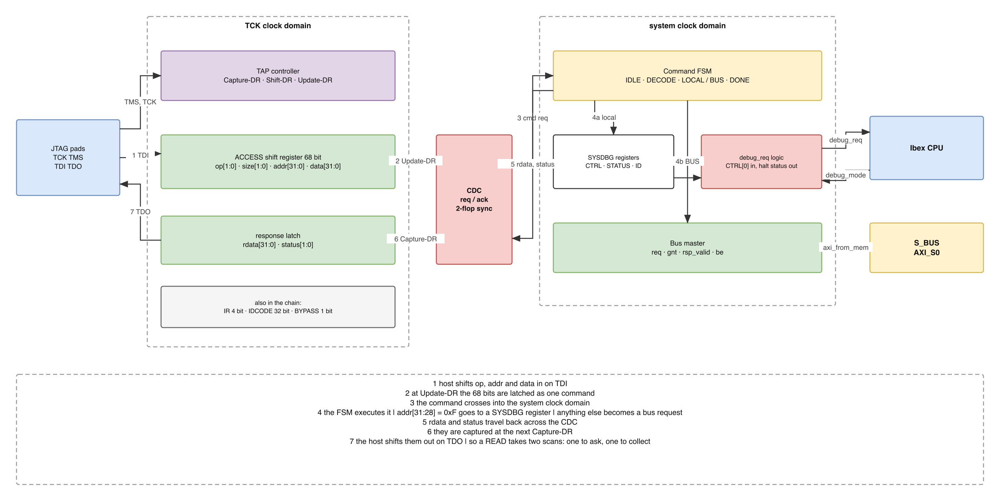 TCK clock domain
system clock domain
TAP controller
Capture-DR · Shift-DR · Update-DR
Command FSM
IDLE · DECODE · LOCAL / BUS · DONE
TMS, TCK
3 cmd req
4a local
JTAG pads
TCK TMS
TDI TDO
1 TDI
ACCESS shift register 68 bit
op[1:0] · size[1:0] · addr[31:0] · data[31:0]
2 Update-DR
CDC
req / ack
2-flop sync
5 rdata, status
SYSDBG registers
CTRL · STATUS · ID
4b BUS
debug_req logic
CTRL[0] in, halt status out
debug_req
debug_mode
Ibex CPU
7 TDO
response latch
rdata[31:0] · status[1:0]
6 Capture-DR
Bus master
req · gnt · rsp_valid · be
axi_from_mem
S_BUS
AXI_S0
also in the chain:
IR 4 bit · IDCODE 32 bit · BYPASS 1 bit
1 host shifts op, addr and data in on TDI
2 at Update-DR the 68 bits are latched as one command
3 the command crosses into the system clock domain
4 the FSM executes it | addr[31:28] = 0xF goes to a SYSDBG register | anything else becomes a bus request
5 rdata and status travel back across the CDC
6 they are captured at the next Capture-DR
7 the host shifts them out on TDO | so a READ takes two scans: one to ask, one to collect